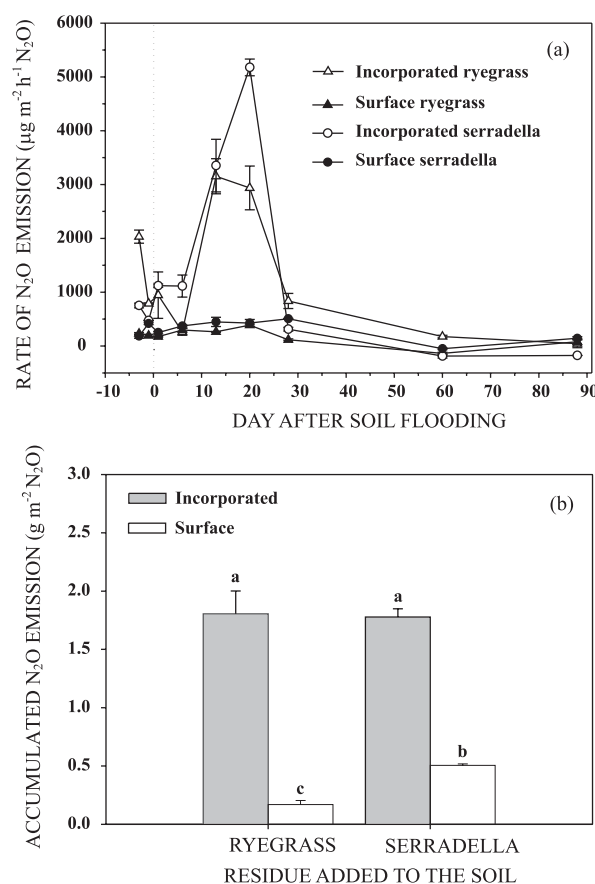 6000
5000
4000
3000
2000
1000
0
RATE OF N₂O EMISSION (µg m⁻² h⁻¹ N₂O)
(a)
Incorporated ryegrass
Surface ryegrass
Incorporated serradella
Surface serradella
-10 0 10 20 30 40 50 60 70 80 90
DAY AFTER SOIL FLOODING
3.0
2.5
2.0
1.5
1.0
0.5
0.0
ACCUMULATED N₂O EMISSION (g m⁻² N₂O)
(b)
Incorporated
Surface
a
c
a
b
RYEGRASS SERRADELLA
RESIDUE ADDED TO THE SOIL